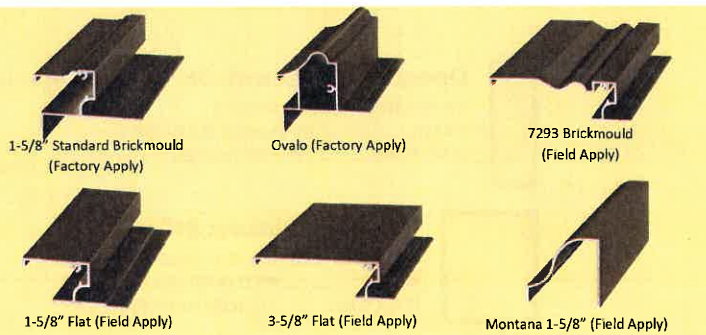 1-5/8" Standard Brickmould
(Factory Apply)
Ovalo (Factory Apply)
7293 Brickmould
(Field Apply)
1-5/8" Flat (Field Apply)
3-5/8" Flat (Field Apply)
Montana 1-5/8" (Field Apply)